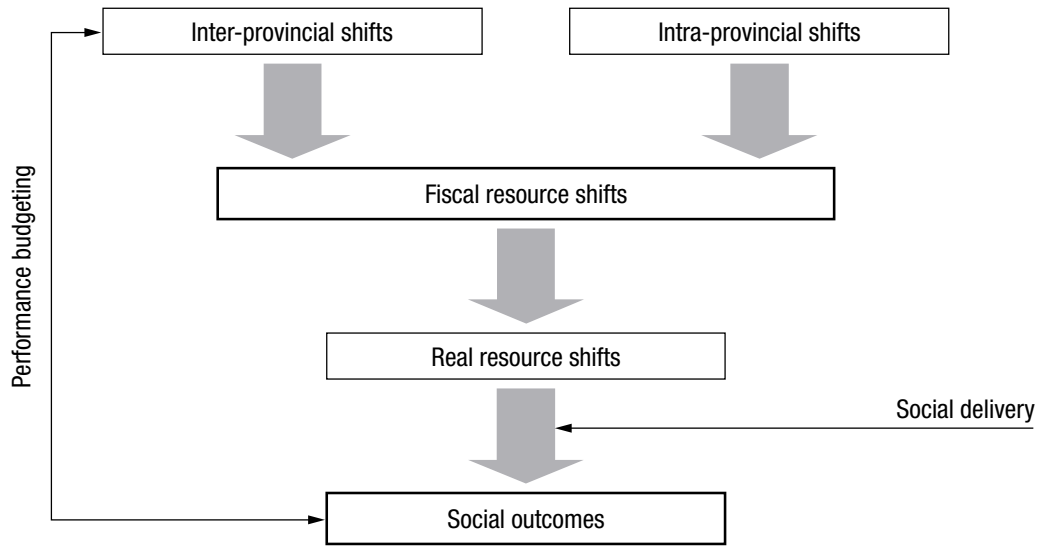 Inter-provincial shifts
Intra-provincial shifts
Performance budgeting
Fiscal resource shifts
Real resource shifts
Social delivery
Social outcomes